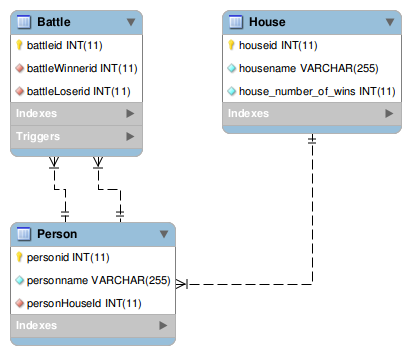 Battle
battleid INT(11)
battleWinnerid INT(11)
battleLoserid INT(11)
Indexes
Triggers
House
houseid INT(11)
housename VARCHAR(255)
house_number_of_wins INT(11)
Indexes
Person
personid INT(11)
personname VARCHAR(255)
personHouseId INT(11)
Indexes